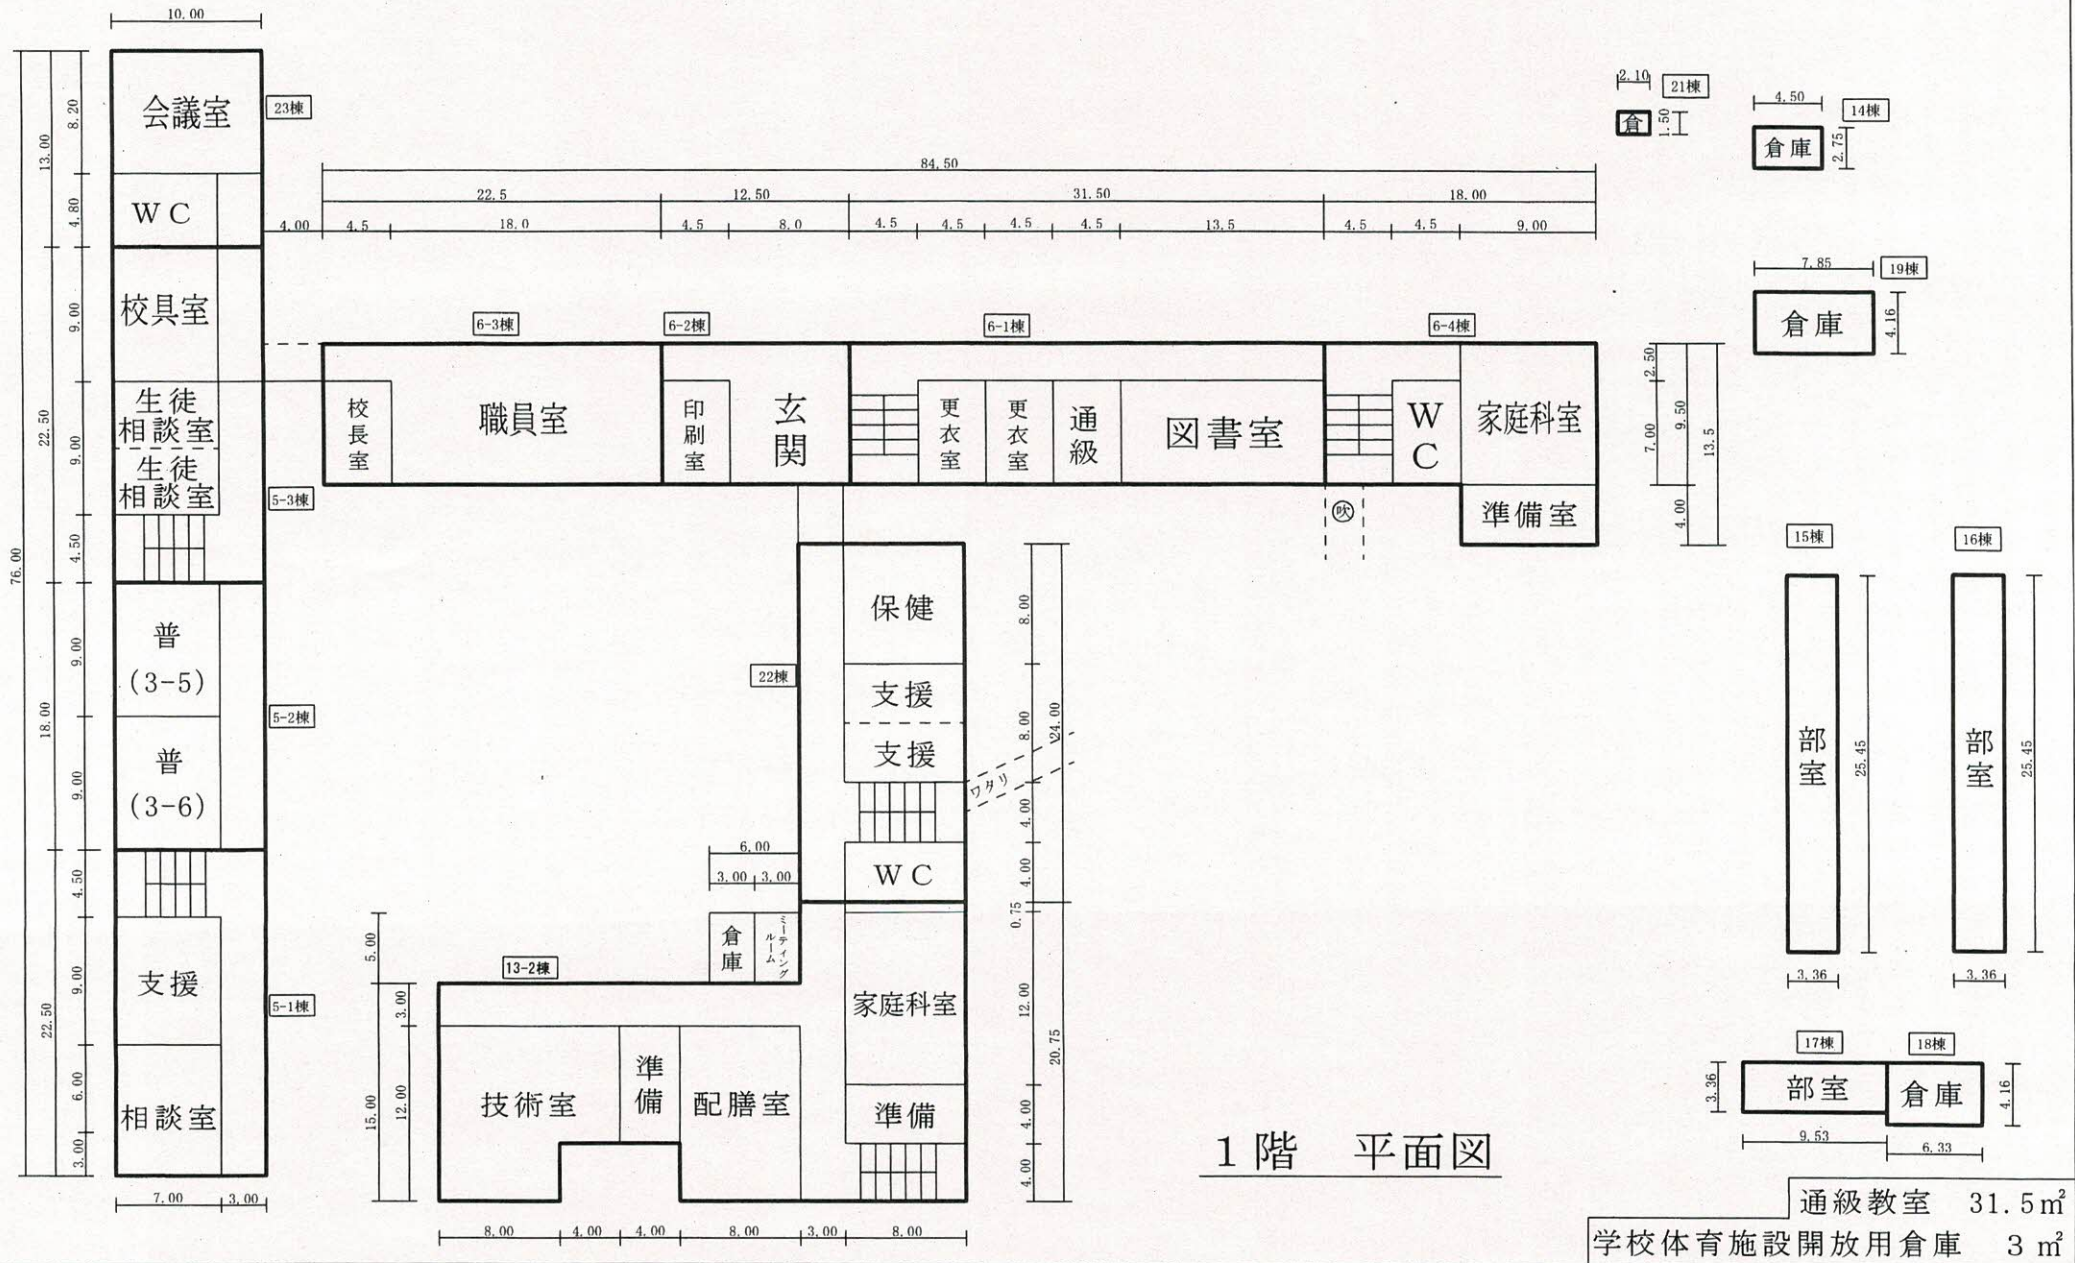 10.00
会議室
23棟
8.20
13.00
WC
4.80
4.00
校具室
9.00
生徒
相談室
生徒
相談室
9.00
22.50
5-3棟
4.50
76.00
普
(3-5)
9.00
5-2棟
18.00
普
(3-6)
9.00
4.50
支援
9.00
5-1棟
22.50
相談室
6.00
3.00
7.00
3.00
84.50
22.5
12.50
31.50
18.00
4.5
18.0
4.5
8.0
4.5
4.5
4.5
4.5
13.5
4.5
4.5
9.00
6-3棟
6-2棟
6-1棟
6-4棟
校長室
職員室
印刷室
玄関
更衣室
更衣室
通級
図書室
WC
家庭科室
準備室
吹
2.50
7.00
9.50
13.5
4.00
保健
8.00
22棟
支援
支援
8.00
24.00
ワタリ
4.00
WC
4.00
0.75
6.00
3.00
3.00
倉庫
ミーティング
ルーム
5.00
13-2棟
3.00
家庭科室
12.00
20.75
技術室
準備
配膳室
準備
15.00
12.00
4.00
4.00
8.00
4.00
4.00
8.00
3.00
8.00
2.10
21棟
倉
1.50
4.50
14棟
倉庫
2.75
7.85
19棟
倉庫
4.16
15棟
部室
25.45
3.36
16棟
部室
25.45
3.36
17棟
18棟
3.36
部室
倉庫
4.16
9.53
6.33
1階 平面図
通級教室 31.5㎡
学校体育施設開放用倉庫 3㎡